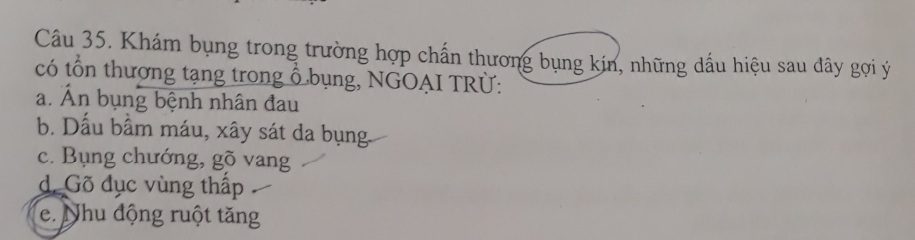 Câu 35. Khám bụng trong trường hợp chấn thương bụng kín, những dấu hiệu sau đây gợi ý
có tổn thương tạng trong ổ bụng, NGOẠI TRỪ:
a. Ấn bụng bệnh nhân đau
b. Dấu bầm máu, xây sát da bụng
c. Bụng chướng, gõ vang
d. Gõ đục vùng thấp
e. Nhu động ruột tăng